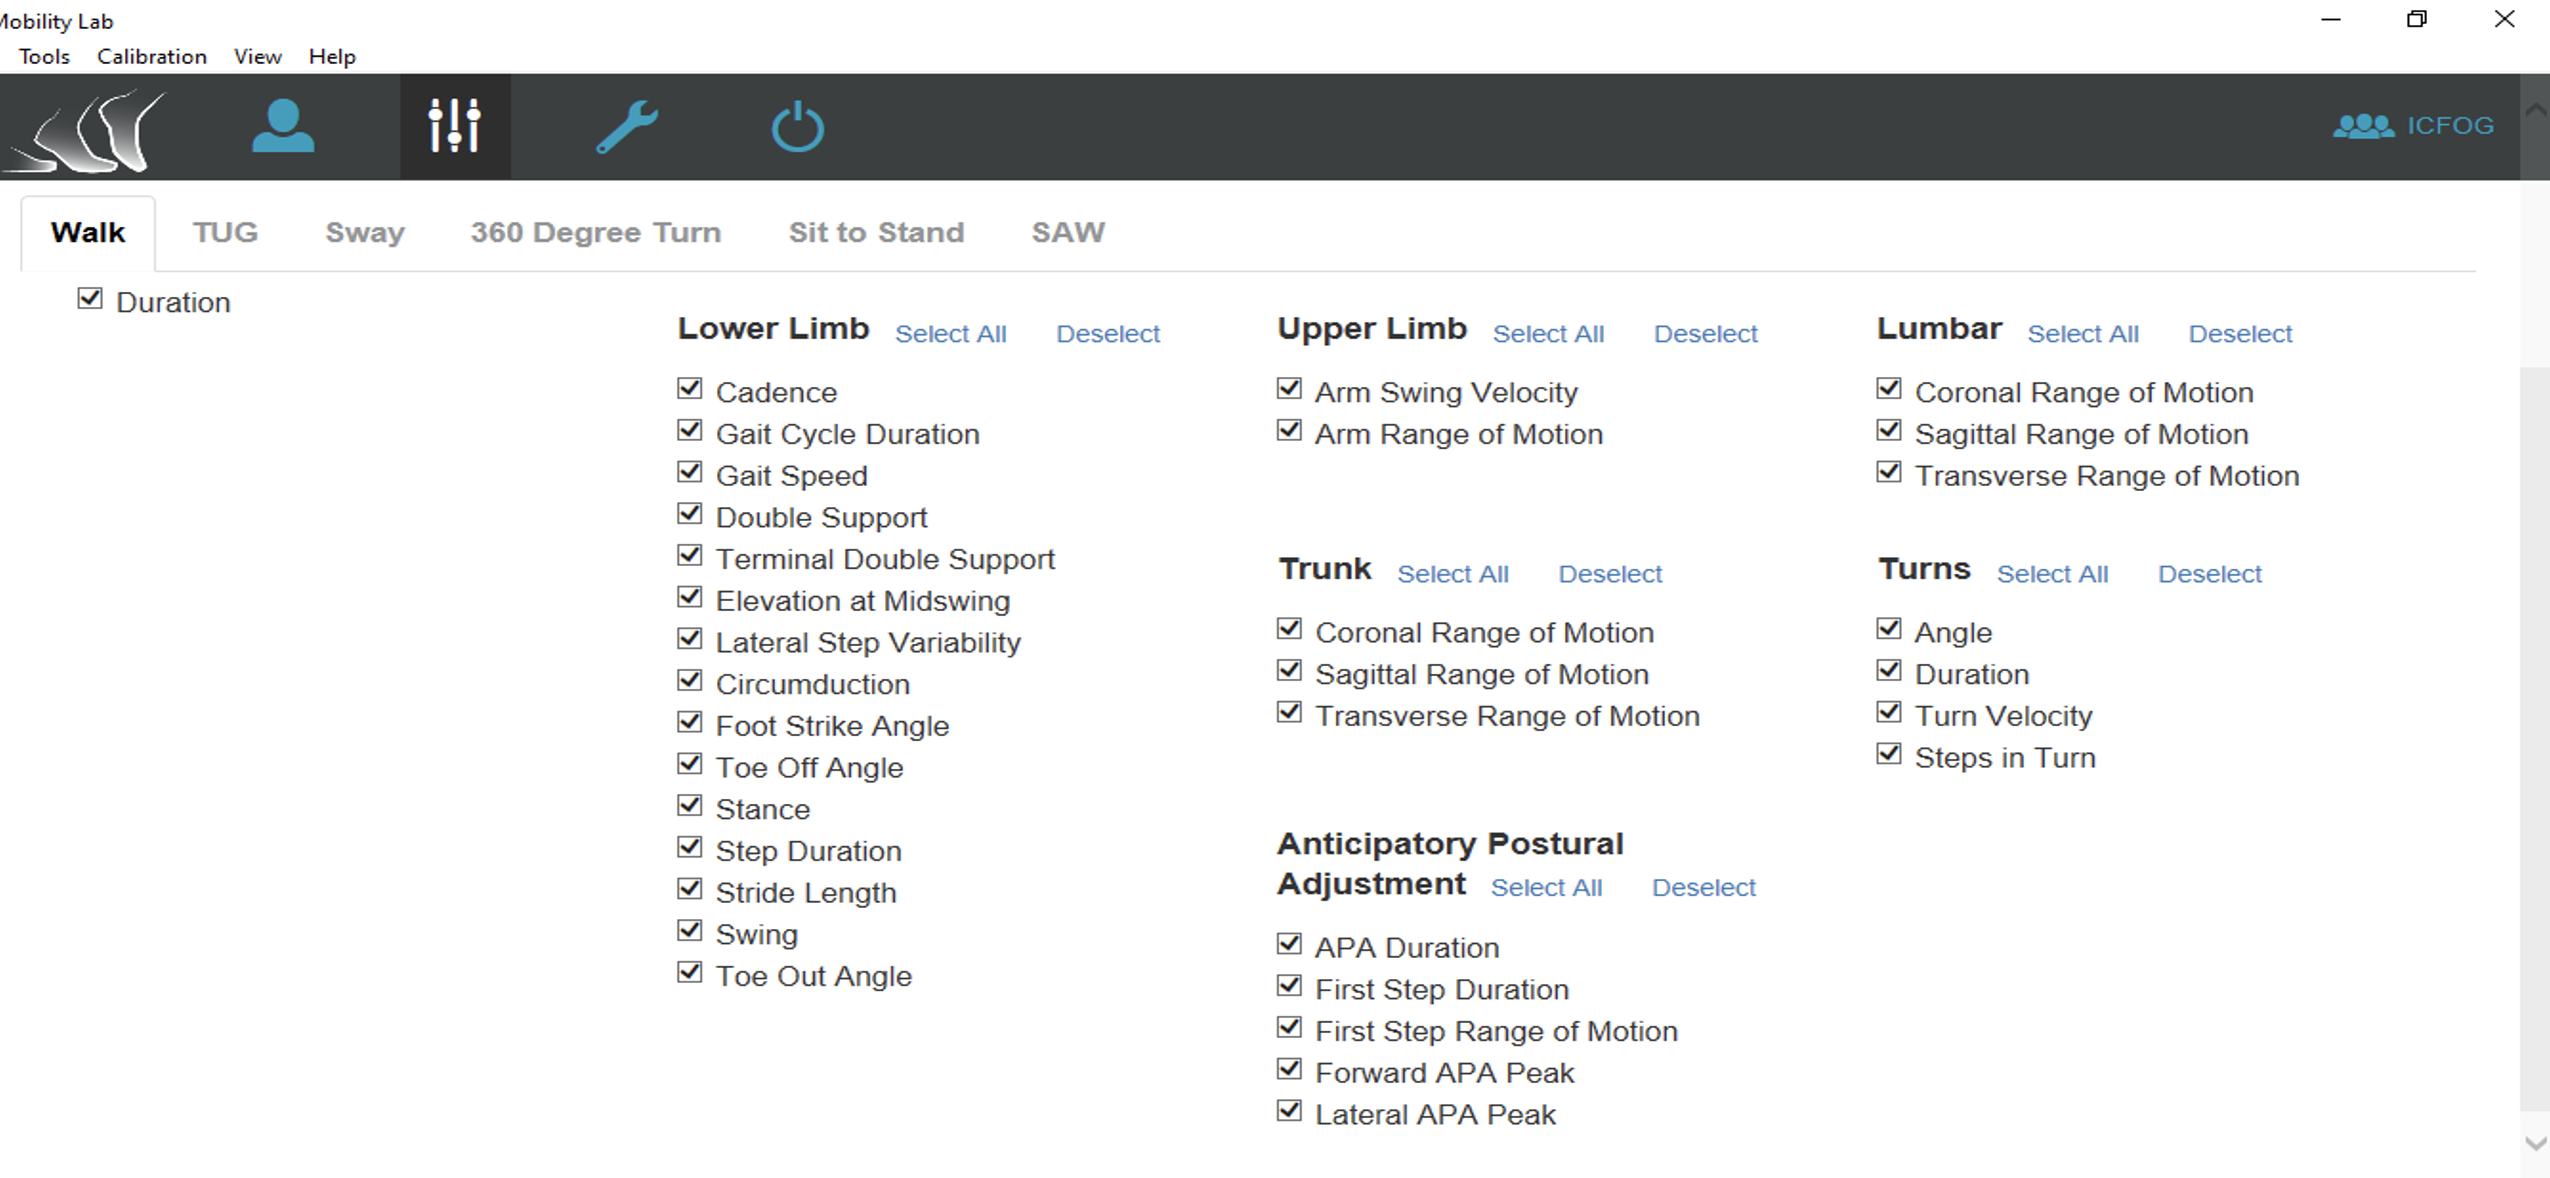 Mobility Lab
Tools Calibration View Help
ICFOG
Walk TUG Sway 360 Degree Turn Sit to Stand SAW
Duration
Lower Limb Select All Deselect
Cadence
Gait Cycle Duration
Gait Speed
Double Support
Terminal Double Support
Elevation at Midswing
Lateral Step Variability
Circumduction
Foot Strike Angle
Toe Off Angle
Stance
Step Duration
Stride Length
Swing
Toe Out Angle
Upper Limb Select All Deselect
Arm Swing Velocity
Arm Range of Motion
Trunk Select All Deselect
Coronal Range of Motion
Sagittal Range of Motion
Transverse Range of Motion
Anticipatory Postural
Adjustment Select All Deselect
APA Duration
First Step Duration
First Step Range of Motion
Forward APA Peak
Lateral APA Peak
Lumbar Select All Deselect
Coronal Range of Motion
Sagittal Range of Motion
Transverse Range of Motion
Turns Select All Deselect
Angle
Duration
Turn Velocity
Steps in Turn